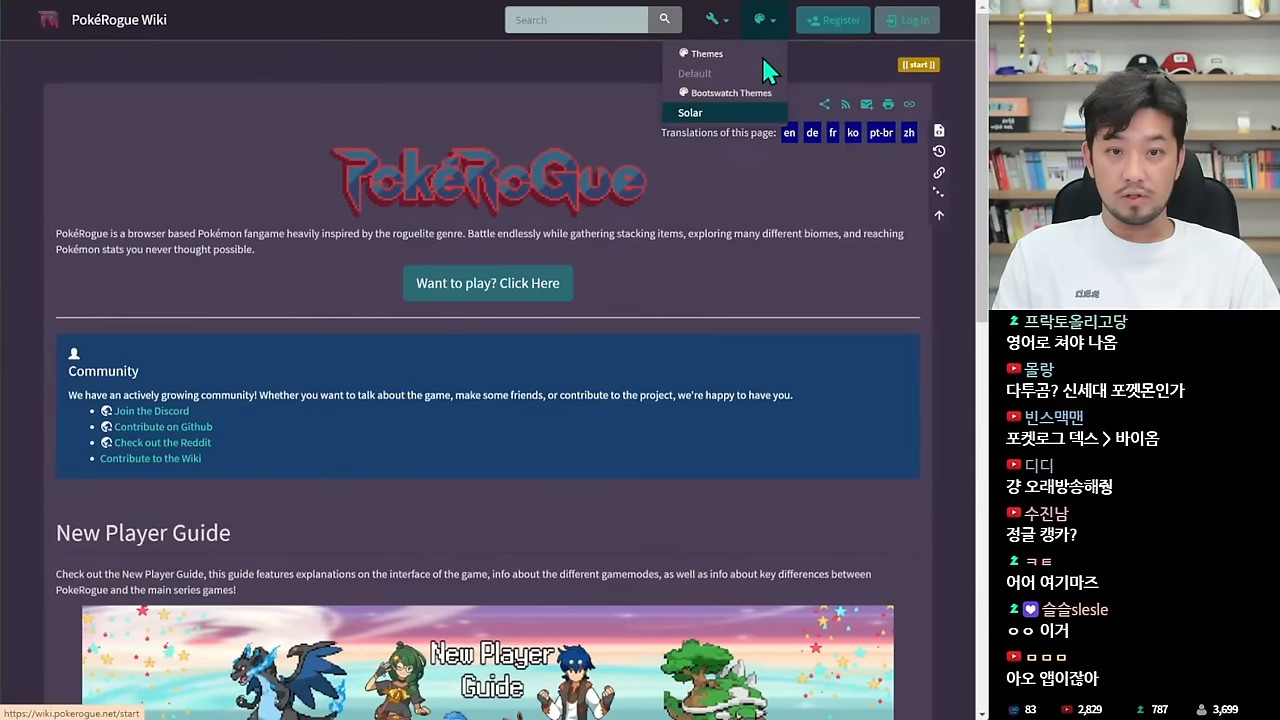 PokéRogue Wiki
Search
Register
Log In
Themes
Default
Bootswatch Themes
Solar
[[ start ]]
Translations of this page: en de fr ko pt-br zh
PokéRoGue
PokéRogue is a browser based Pokémon fangame heavily inspired by the roguelite genre. Battle endlessly while gathering stacking items, exploring many different biomes, and reaching
Pokémon stats you never thought possible.
Want to play? Click Here
Community
We have an actively growing community! Whether you want to talk about the game, make some friends, or contribute to the project, we're happy to have you.
Join the Discord
Contribute on Github
Check out the Reddit
Contribute to the Wiki
New Player Guide
Check out the New Player Guide, this guide features explanations on the interface of the game, info about the different gamemodes, as well as info about key differences between
PokeRogue and the main series games!
New Player
Guide
https://wiki.pokerogue.net/start
프락토올리고당
영어로 쳐야 나옴
몰랑
다투곰? 신세대 포켓몬인가
빈스맥맨
포켓로그 덱스 > 바이옴
디디
걍 오래방송해줭
수진남
정글 캥카?
ㅋㅌ
어어 여기마즈
슬슬slesle
ㅇㅇ 이거
ㅁㅁㅁ
아오 앱이잖아
83
2,829
787
3,699